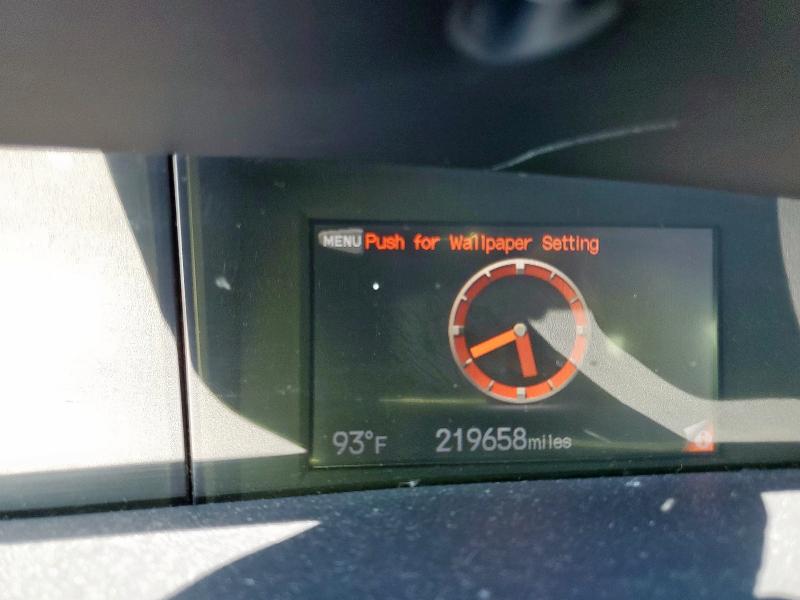 MENU Push for Wallpaper Setting
93°F 219658miles